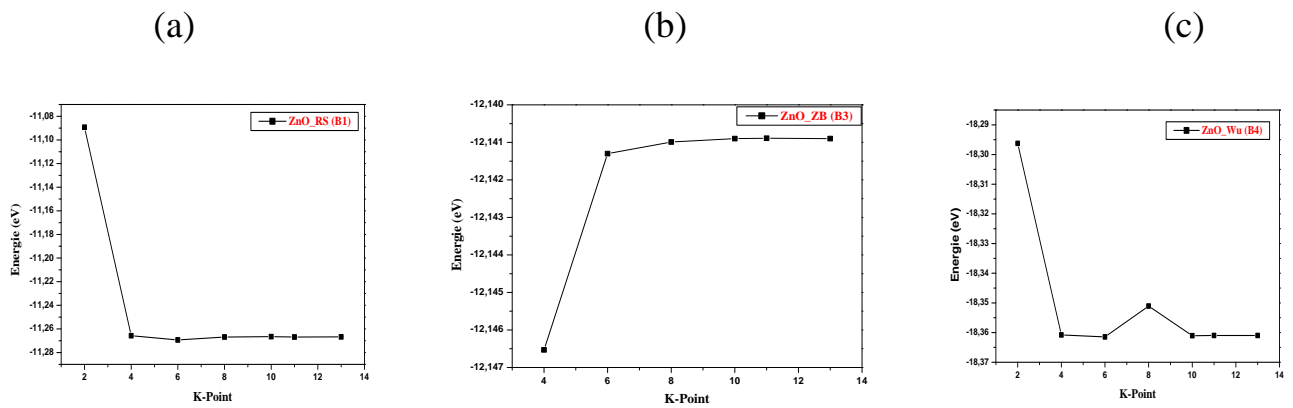 (a)
(b)
(c)
-11,08
-11,10
-11,12
-11,14
-11,16
-11,18
-11,20
-11,22
-11,24
-11,26
-11,28
2 4 6 8 10 12 14
Energie (eV)
K-Point
ZnO_RS (B1)
-12,140
-12,141
-12,142
-12,143
-12,144
-12,145
-12,146
-12,147
4 6 8 10 12 14
Energie (eV)
K-Point
ZnO_ZB (B3)
-18,29
-18,30
-18,31
-18,32
-18,33
-18,34
-18,35
-18,36
-18,37
2 4 6 8 10 12 14
Energie (eV)
K-Point
ZnO_Wu (B4)